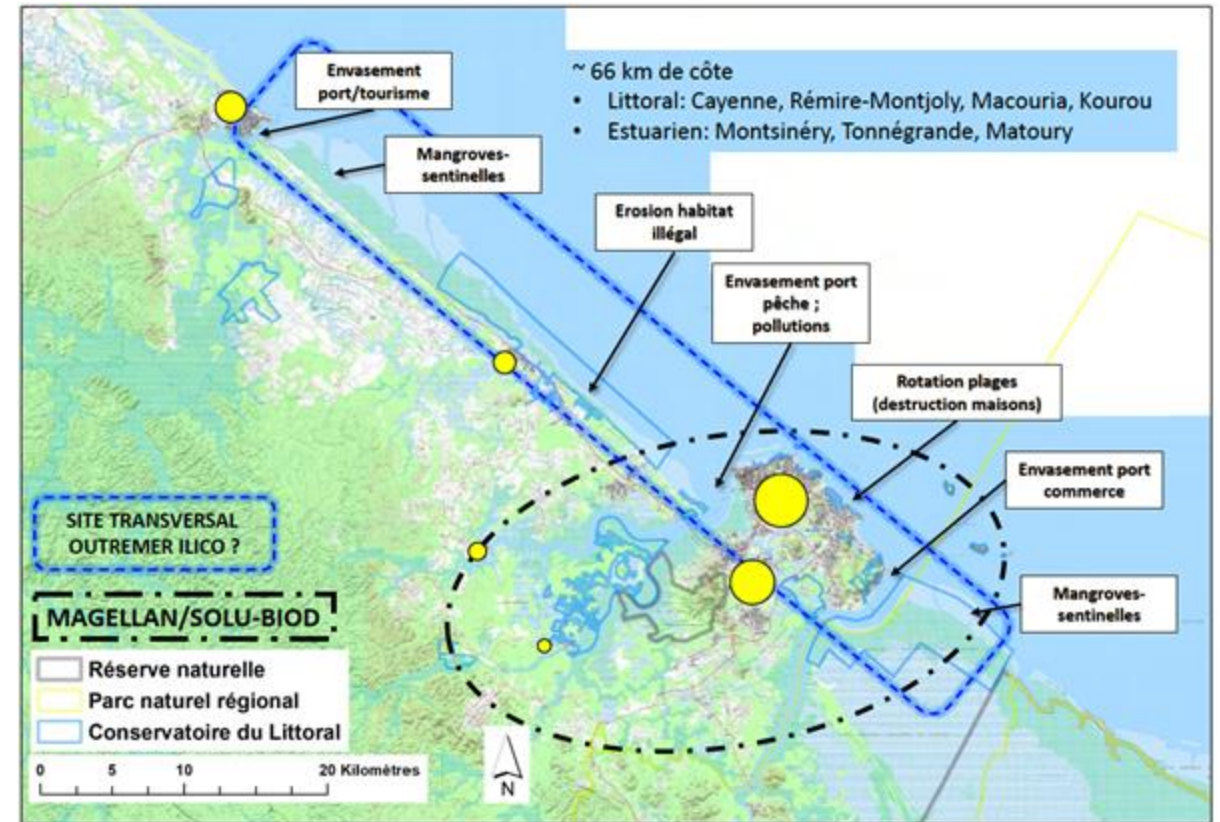 Envasement
port/tourisme
~ 66 km de côte
• Littoral: Cayenne, Rémire-Montjoly, Macouria, Kourou
• Estuarien: Montsinéry, Tonnégrande, Matoury
Mangroves-
sentinelles
Erosion habitat
illégal
Envasement port
pêche ;
pollutions
Rotation plages
(destruction maisons)
Envasement port
commerce
Mangroves-
sentinelles
SITE TRANSVERSAL
OUTREMER ILICO ?
MAGELLAN/SOLU-BIOD
Réserve naturelle
Parc naturel régional
Conservatoire du Littoral
0 5 10 20 Kilomètres
N